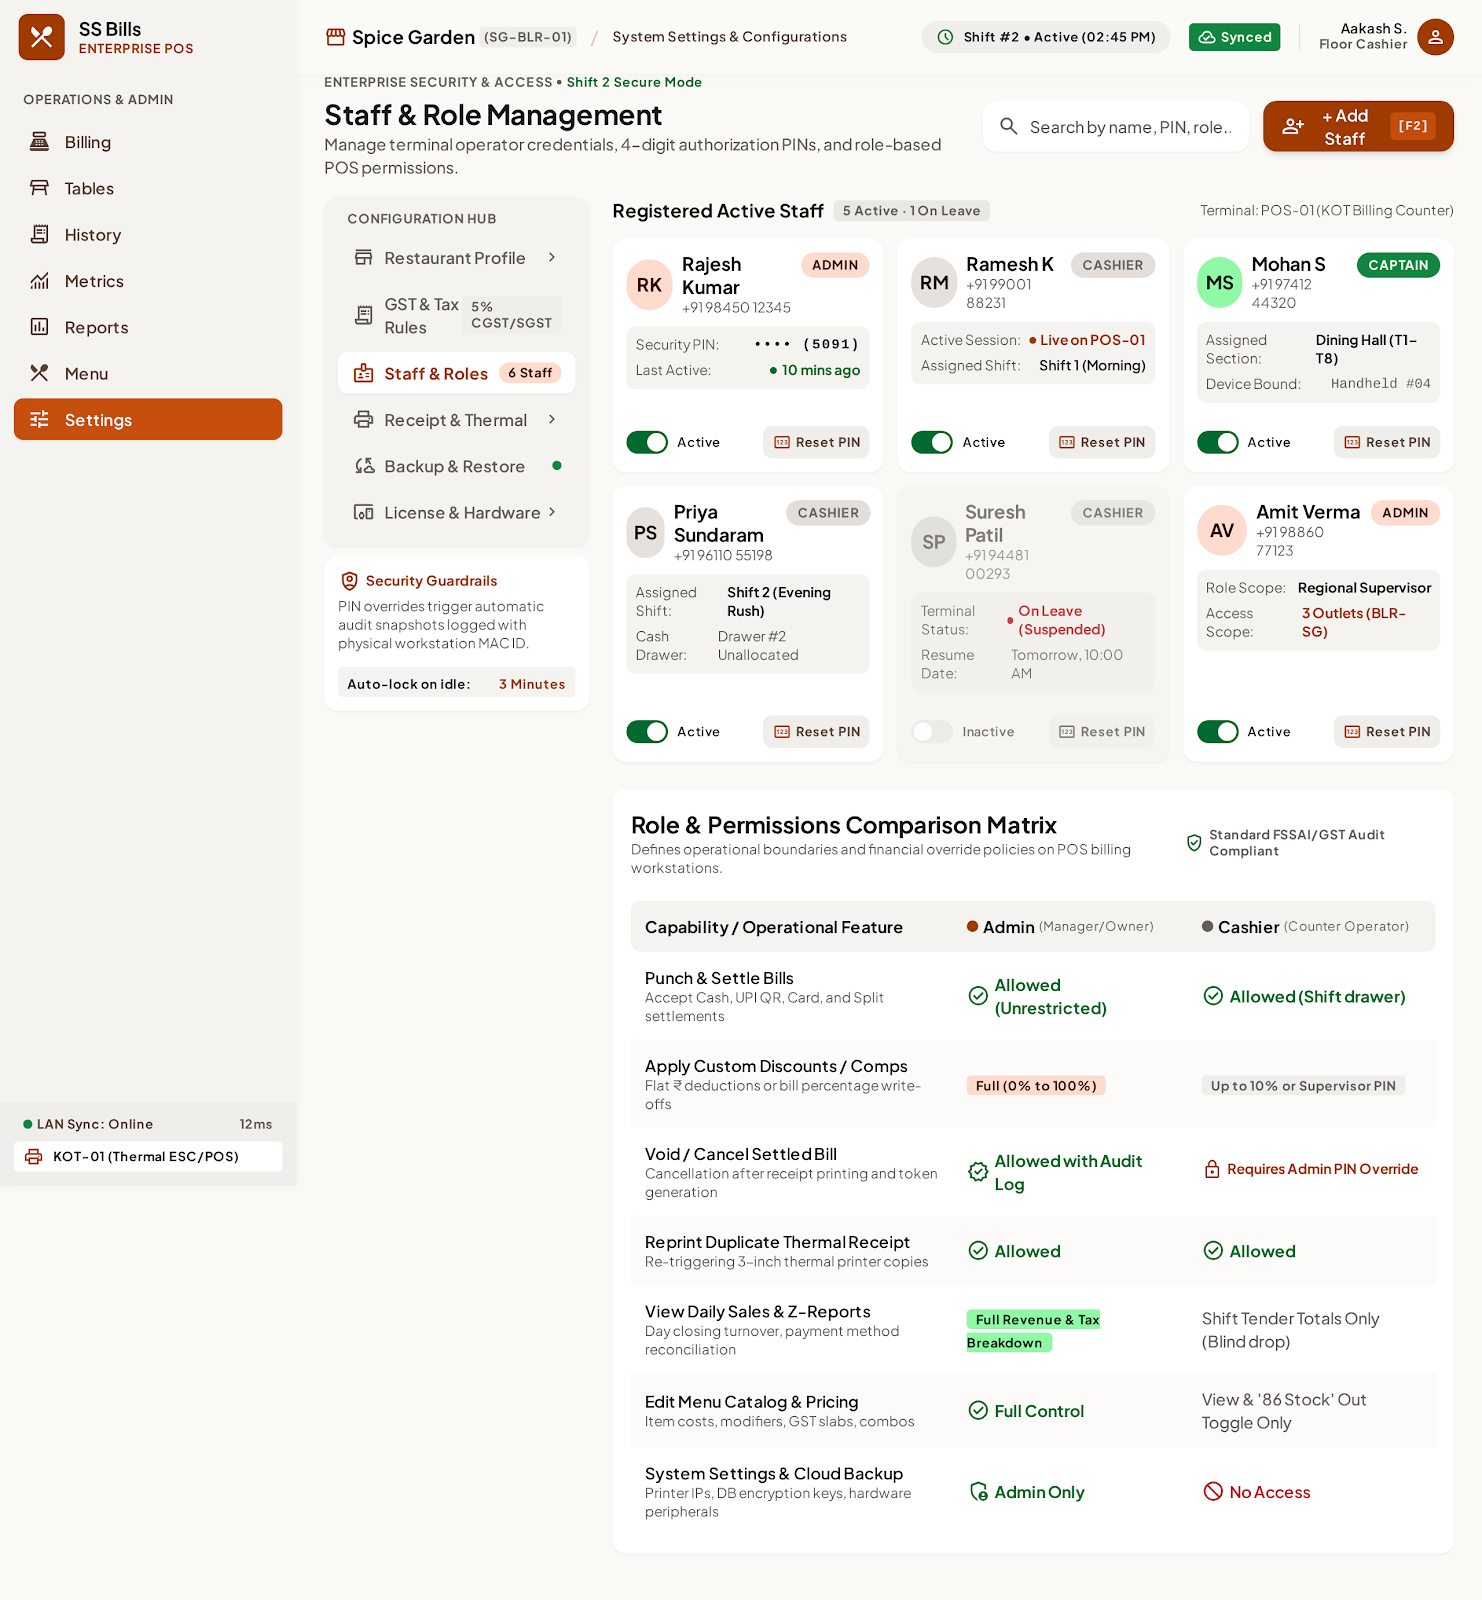 SS Bills
ENTERPRISE POS
OPERATIONS & ADMIN
Billing
Tables
History
Metrics
Reports
Menu
Settings
LAN Sync: Online 12ms
KOT-01 (Thermal ESC/POS)
Spice Garden (SG-BLR-01) / System Settings & Configurations
Shift #2 • Active (02:45 PM)
Synced
Aakash S.
Floor Cashier
ENTERPRISE SECURITY & ACCESS • Shift 2 Secure Mode
Staff & Role Management
Manage terminal operator credentials, 4-digit authorization PINs, and role-based
POS permissions.
Search by name, PIN, role..
+ Add
Staff
[F2]
CONFIGURATION HUB
Restaurant Profile
GST & Tax
Rules
5%
CGST/SGST
Staff & Roles 6 Staff
Receipt & Thermal
Backup & Restore
License & Hardware
Security Guardrails
PIN overrides trigger automatic
audit snapshots logged with
physical workstation MAC ID.
Auto-lock on idle: 3 Minutes
Registered Active Staff 5 Active · 1 On Leave
Terminal: POS-01 (KOT Billing Counter)
RK
Rajesh
Kumar
+91 98450 12345
ADMIN
Security PIN: •••• (5091)
Last Active: ● 10 mins ago
Active
123 Reset PIN
RM
Ramesh K
+91 99001
88231
CASHIER
Active Session: ● Live on POS-01
Assigned Shift: Shift 1 (Morning)
Active
123 Reset PIN
MS
Mohan S
+91 97412
44320
CAPTAIN
Assigned
Section:
Dining Hall (T1-
T8)
Device Bound: Handheld #04
Active
123 Reset PIN
PS
Priya
Sundaram
+91 96110 55198
CASHIER
Assigned
Shift:
Shift 2 (Evening
Rush)
Cash
Drawer:
Drawer #2
Unallocated
Active
123 Reset PIN
SP
Suresh
Patil
+91 94481
00293
CASHIER
Terminal
Status:
● On Leave
(Suspended)
Resume
Date:
Tomorrow, 10:00
AM
Inactive
123 Reset PIN
AV
Amit Verma
+91 98860
77123
ADMIN
Role Scope: Regional Supervisor
Access
Scope:
3 Outlets (BLR-
SG)
Active
123 Reset PIN
Role & Permissions Comparison Matrix
Defines operational boundaries and financial override policies on POS billing
workstations.
Standard FSSAI/GST Audit
Compliant
Capability / Operational Feature
Admin (Manager/Owner)
Cashier (Counter Operator)
Punch & Settle Bills
Accept Cash, UPI QR, Card, and Split
settlements
Allowed
(Unrestricted)
Allowed (Shift drawer)
Apply Custom Discounts / Comps
Flat ₹ deductions or bill percentage write-
offs
Full (0% to 100%)
Up to 10% or Supervisor PIN
Void / Cancel Settled Bill
Cancellation after receipt printing and token
generation
Allowed with Audit
Log
Requires Admin PIN Override
Reprint Duplicate Thermal Receipt
Re-triggering 3-inch thermal printer copies
Allowed
Allowed
View Daily Sales & Z-Reports
Day closing turnover, payment method
reconciliation
Full Revenue & Tax
Breakdown
Shift Tender Totals Only
(Blind drop)
Edit Menu Catalog & Pricing
Item costs, modifiers, GST slabs, combos
Full Control
View & '86 Stock' Out
Toggle Only
System Settings & Cloud Backup
Printer IPs, DB encryption keys, hardware
peripherals
Admin Only
No Access